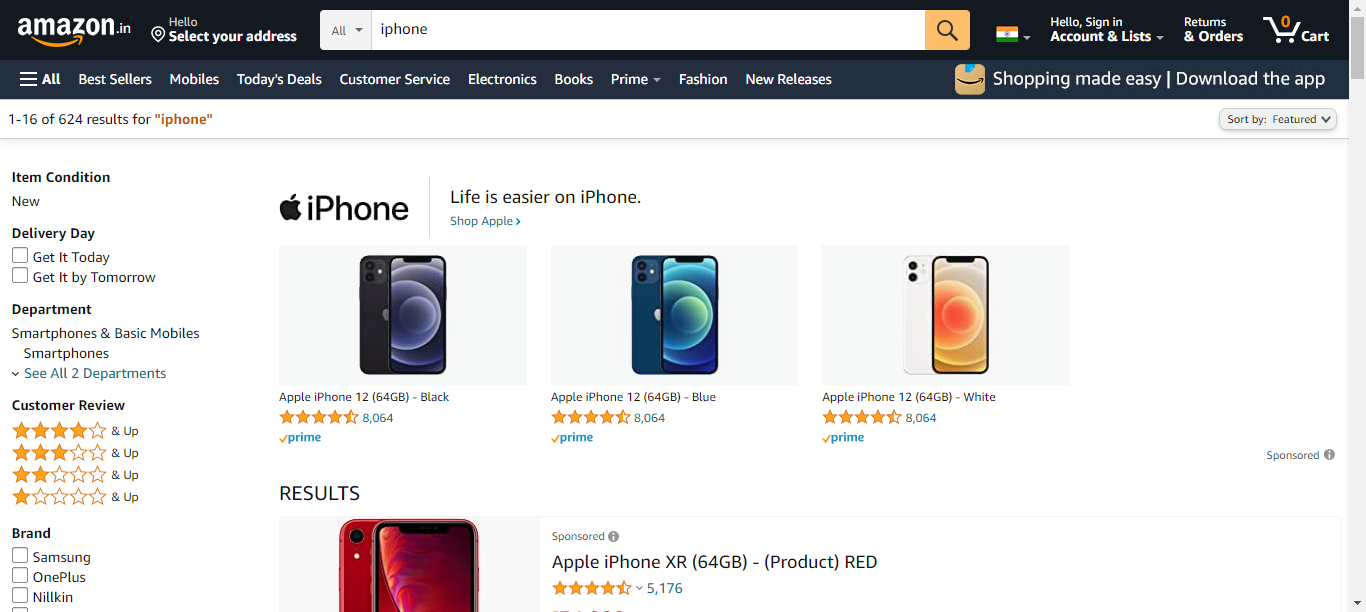 amazon.in
Hello
Select your address
All
iphone
Hello, Sign in
Account & Lists
Returns
& Orders
0
Cart
All
Best Sellers
Mobiles
Today's Deals
Customer Service
Electronics
Books
Prime
Fashion
New Releases
Shopping made easy | Download the app
1-16 of 624 results for "iphone"
Sort by: Featured
Item Condition
New
Delivery Day
Get It Today
Get It by Tomorrow
Department
Smartphones & Basic Mobiles
Smartphones
See All 2 Departments
Customer Review
& Up
& Up
& Up
& Up
Brand
Samsung
OnePlus
Nillkin
iPhone
Life is easier on iPhone.
Shop Apple ›
Apple iPhone 12 (64GB) - Black
8,064
prime
Apple iPhone 12 (64GB) - Blue
8,064
prime
Apple iPhone 12 (64GB) - White
8,064
prime
Sponsored
RESULTS
Sponsored
Apple iPhone XR (64GB) - (Product) RED
5,176